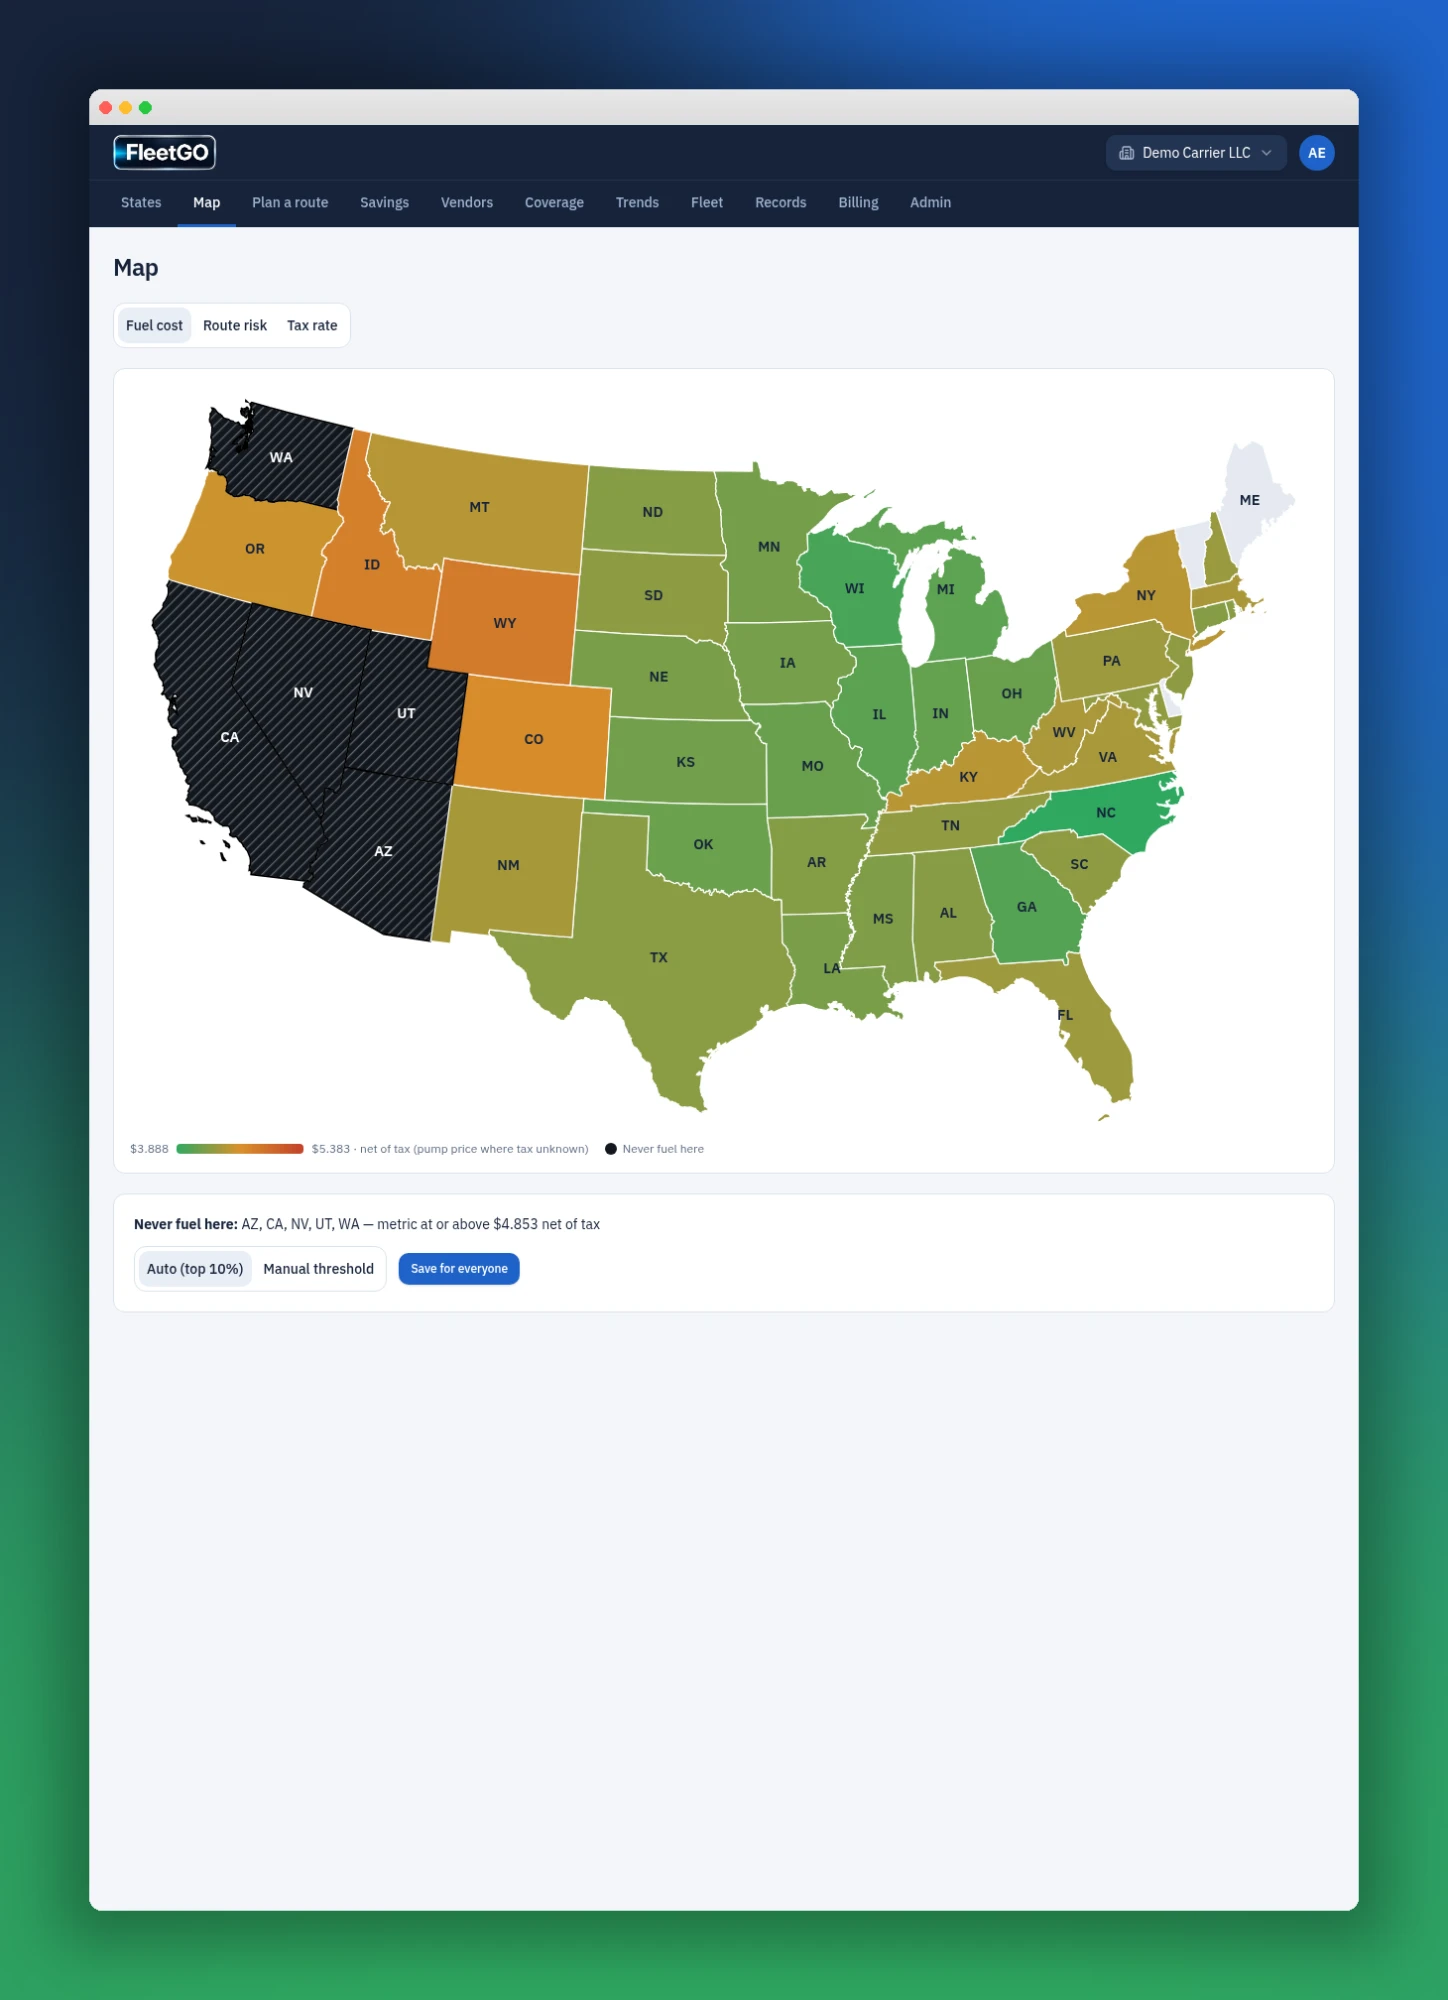 FleetGO
Demo Carrier LLC
AE
States Map Plan a route Savings Vendors Coverage Trends Fleet Records Billing Admin
Map
Fuel cost Route risk Tax rate
WA
MT
ND
MN
ME
OR
ID
WI
MI
NY
SD
WY
IA
PA
NE
NV
UT
IL
IN
OH
CA
CO
WV
VA
KS
MO
KY
NC
TN
AZ
NM
OK
AR
SC
MS
AL
GA
TX
LA
FL
$3.888 $5.383 · net of tax (pump price where tax unknown) Never fuel here
Never fuel here: AZ, CA, NV, UT, WA — metric at or above $4.853 net of tax
Auto (top 10%) Manual threshold Save for everyone